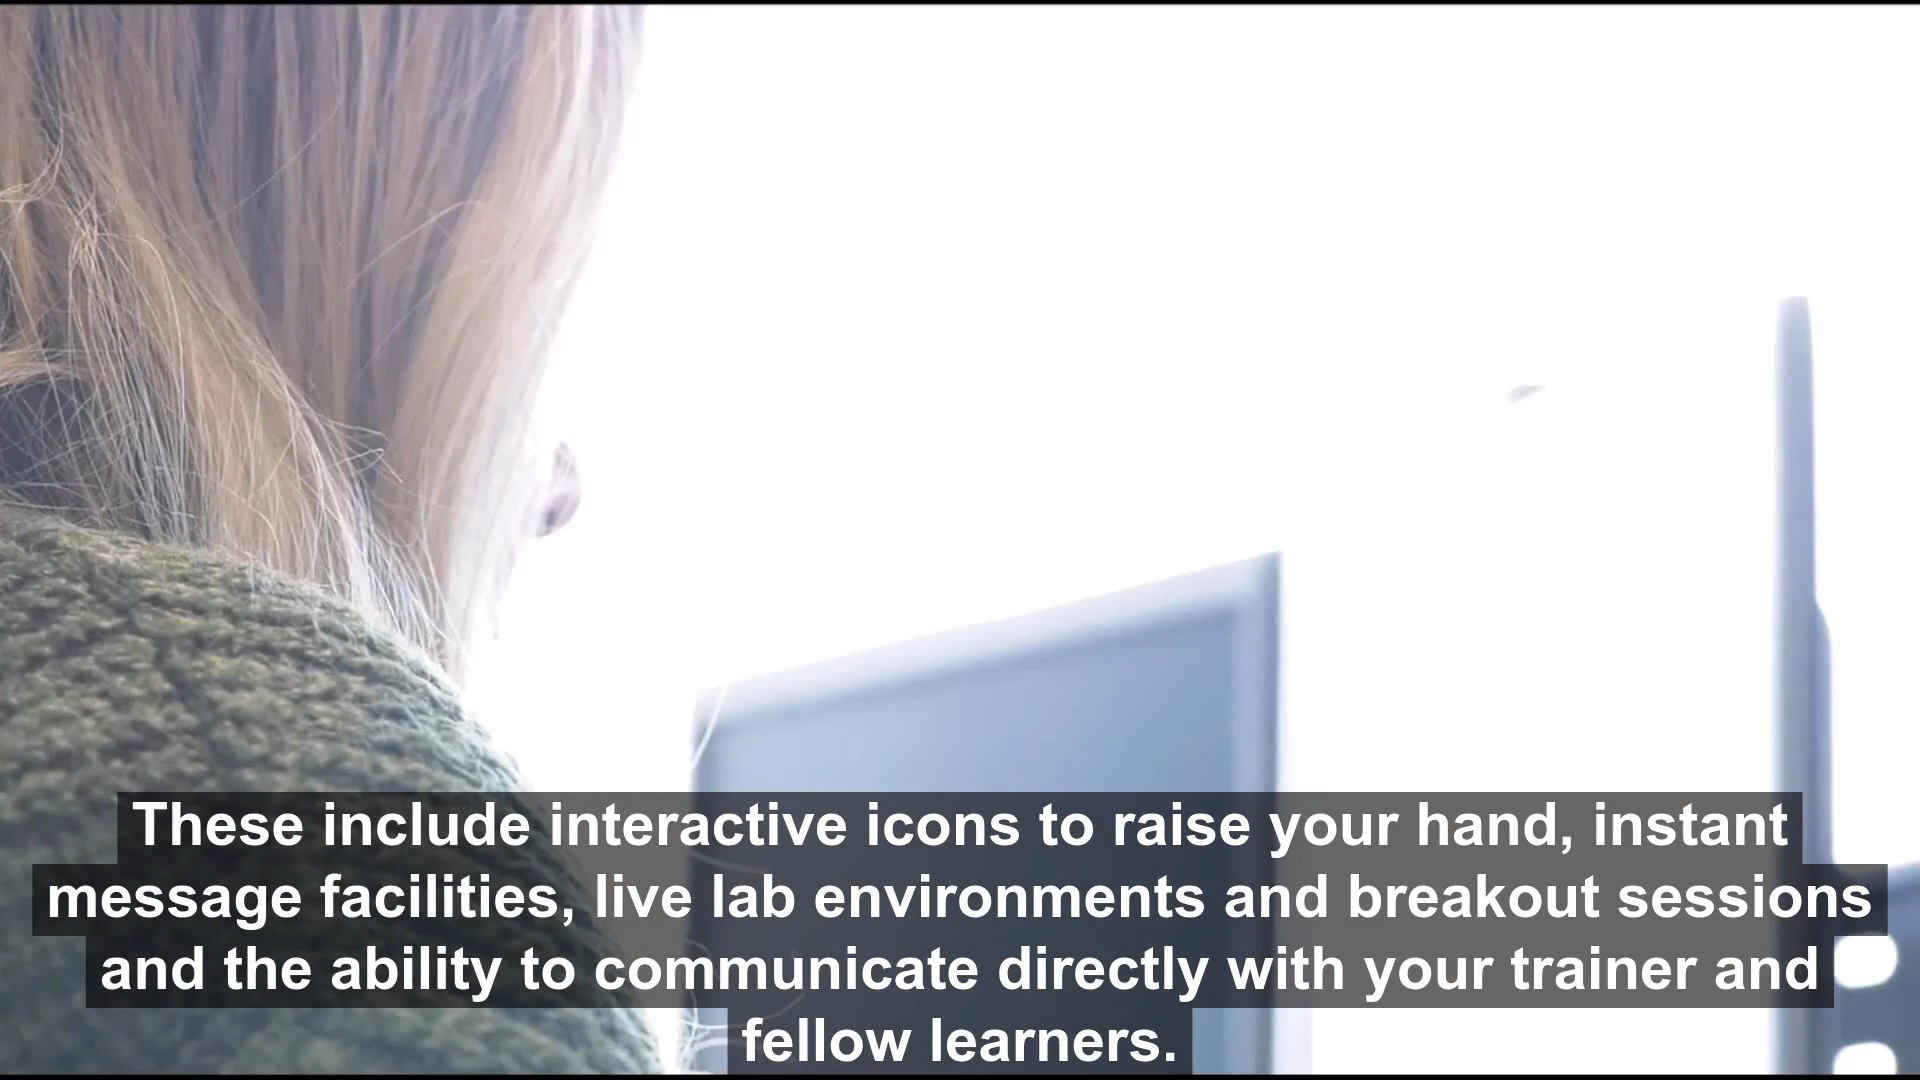 These include interactive icons to raise your hand, instant
message facilities, live lab environments and breakout sessions
and the ability to communicate directly with your trainer and
fellow learners.